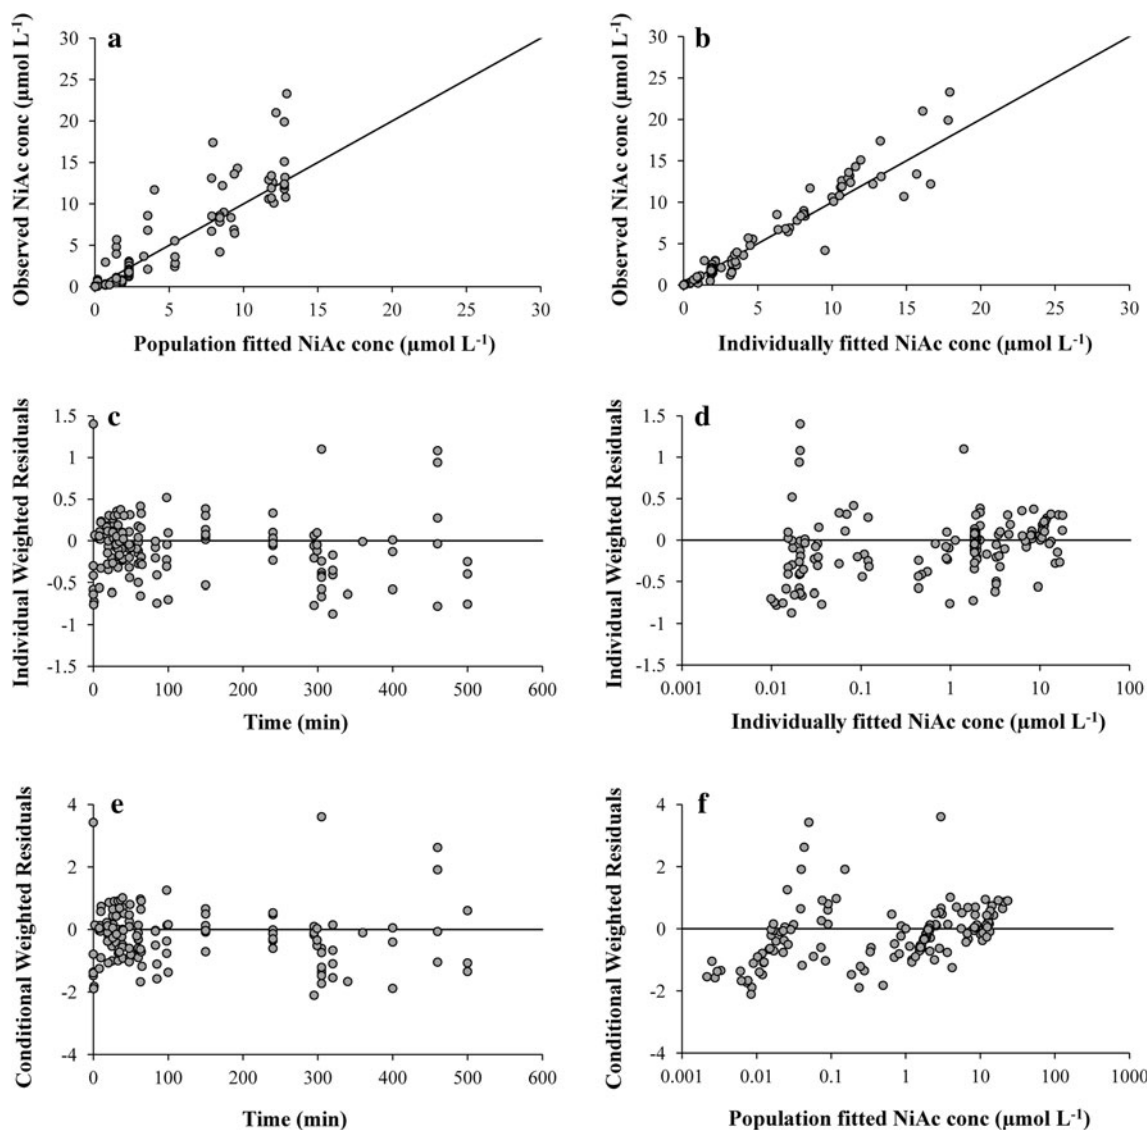 a
30
25
20
15
10
5
0
0 5 10 15 20 25 30
Observed NiAc conc (µmol L⁻¹)
Population fitted NiAc conc (µmol L⁻¹)
b
30
25
20
15
10
5
0
0 5 10 15 20 25 30
Observed NiAc conc (µmol L⁻¹)
Individually fitted NiAc conc (µmol L⁻¹)
c
1.5
1
0.5
0
-0.5
-1
-1.5
0 100 200 300 400 500 600
Individual Weighted Residuals
Time (min)
d
1.5
1
0.5
0
-0.5
-1
-1.5
0.001 0.01 0.1 1 10 100
Individual Weighted Residuals
Individually fitted NiAc conc (µmol L⁻¹)
e
4
2
0
-2
-4
0 100 200 300 400 500 600
Conditional Weighted Residuals
Time (min)
f
4
2
0
-2
-4
0.001 0.01 0.1 1 10 100 1000
Conditional Weighted Residuals
Population fitted NiAc conc (µmol L⁻¹)